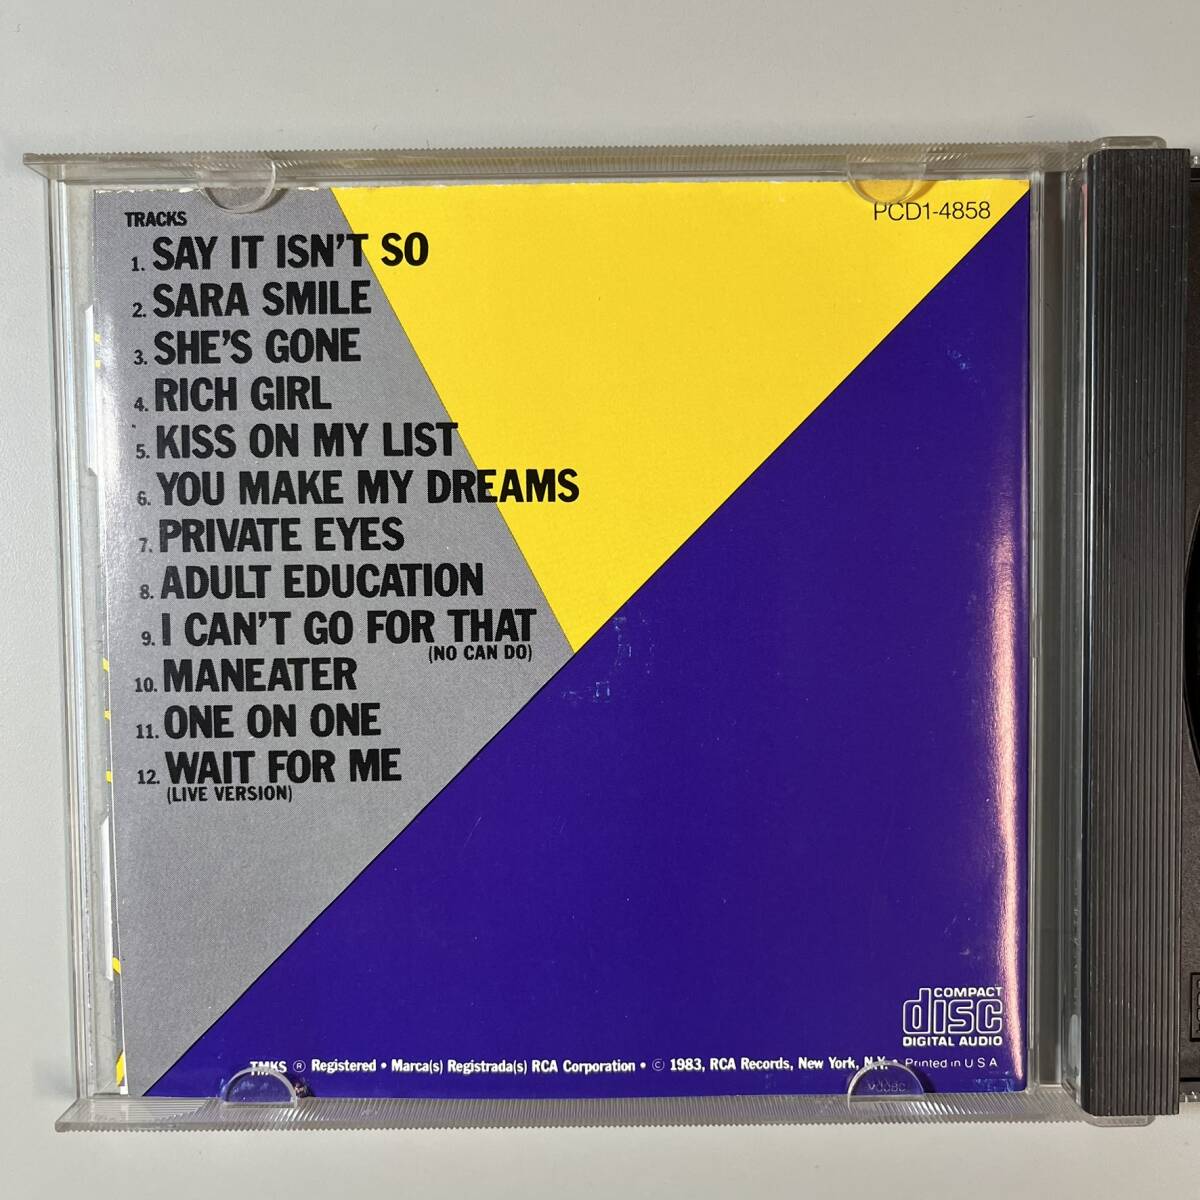 TRACKS
PCD1-4858
1. SAY IT ISN'T SO
2. SARA SMILE
3. SHE'S GONE
4. RICH GIRL
5. KISS ON MY LIST
6. YOU MAKE MY DREAMS
7. PRIVATE EYES
8. ADULT EDUCATION
9. I CAN'T GO FOR THAT
(NO CAN DO)
10. MANEATER
11. ONE ON ONE
12. WAIT FOR ME
(LIVE VERSION)
COMPACT
disc
DIGITAL AUDIO
TMKS ® Registered • Marca(s) Registrada(s) RCA Corporation • © 1983, RCA Records, New York, N.Y. • Printed in U S A